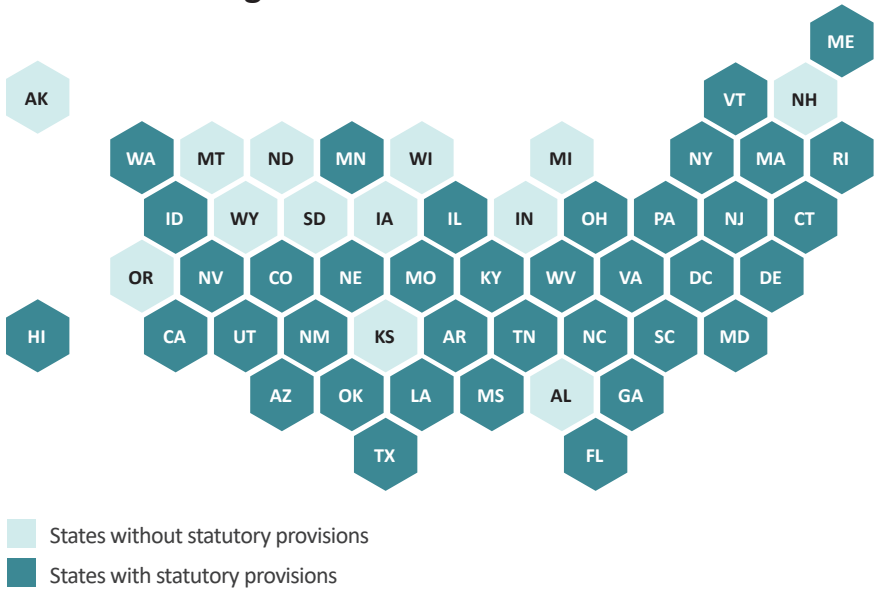 ME
AK
VT NH
WA MT ND MN WI MI NY MA RI
ID WY SD IA IL IN OH PA NJ CT
OR NV CO NE MO KY WV VA DC DE
HI CA UT NM KS AR TN NC SC MD
AZ OK LA MS AL GA
TX FL
States without statutory provisions
States with statutory provisions